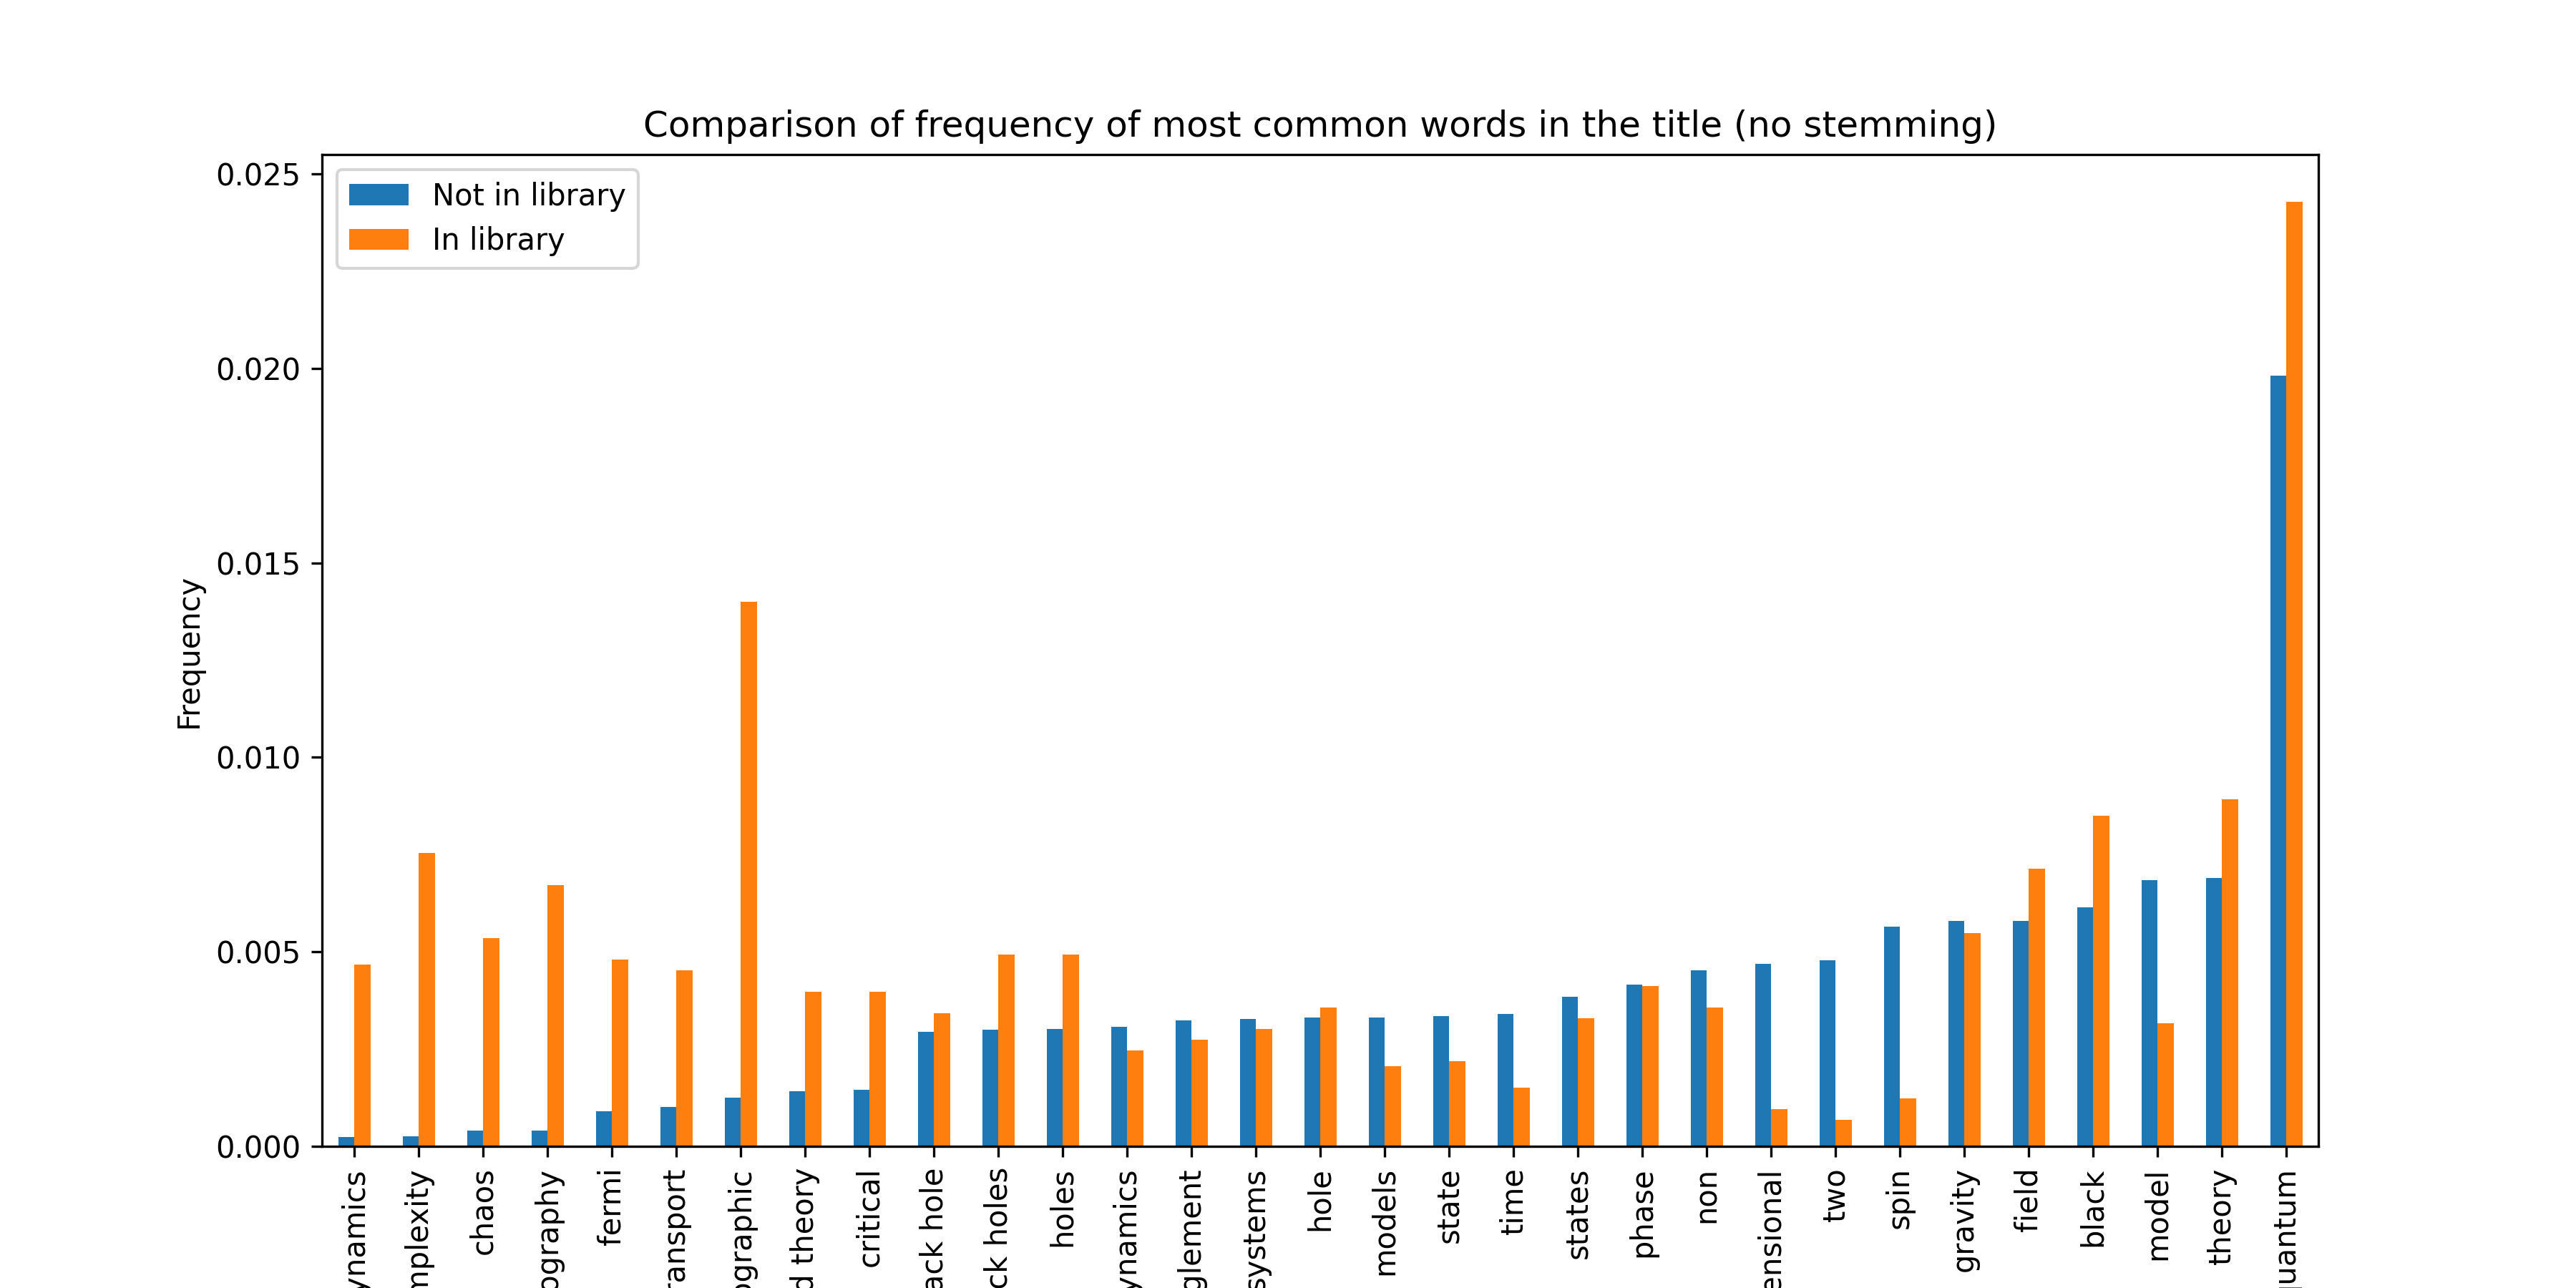 Comparison of frequency of most common words in the title (no stemming)
Not in library
In library
Frequency
0.025
0.020
0.015
0.010
0.005
0.000
ynamics
mplexity
chaos
ography
fermi
ransport
ographic
d theory
critical
ack hole
ck holes
holes
ynamics
glement
systems
hole
models
state
time
states
phase
non
ensional
two
spin
gravity
field
black
model
theory
uantum